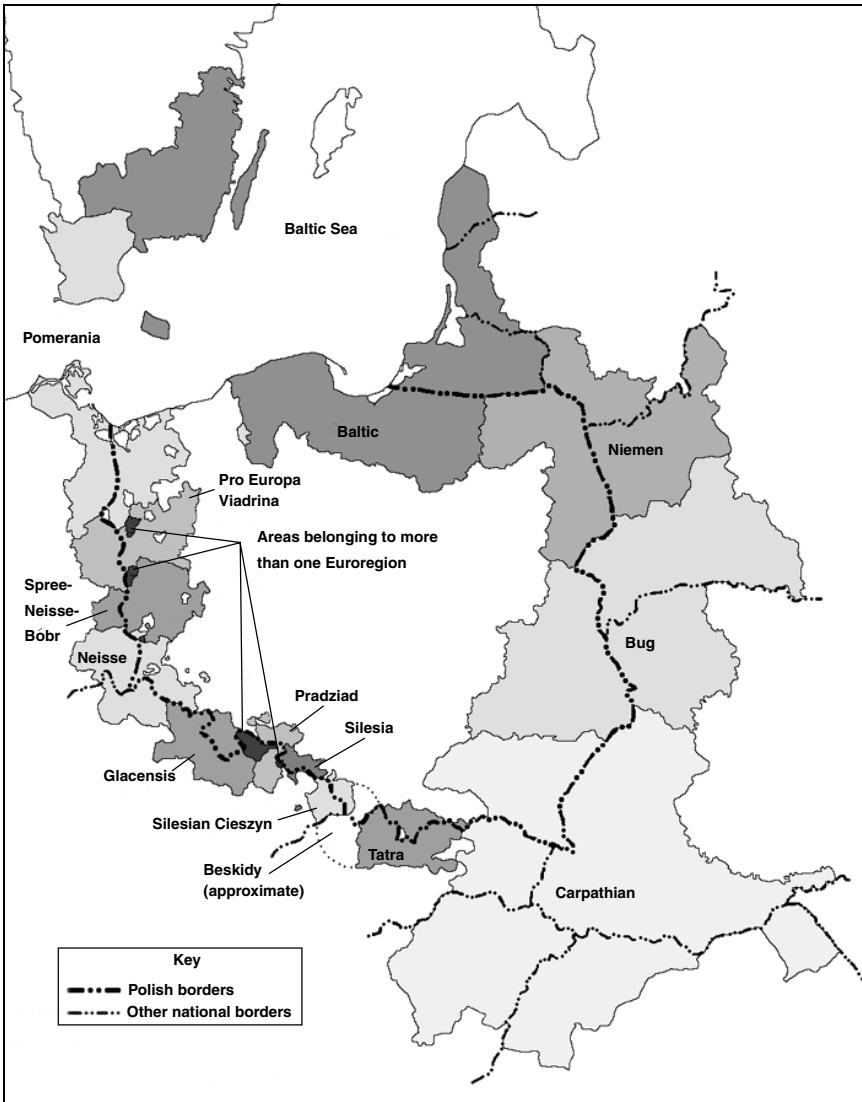 Baltic Sea
Pomerania
Baltic
Niemen
Pro Europa
Viadrina
Areas belonging to more
than one Euroregion
Spree-
Neisse-
Bóbr
Bug
Neisse
Pradziad
Silesia
Glacensis
Silesian Cieszyn
Tatra
Beskidy
(approximate)
Carpathian
Key
Polish borders
Other national borders